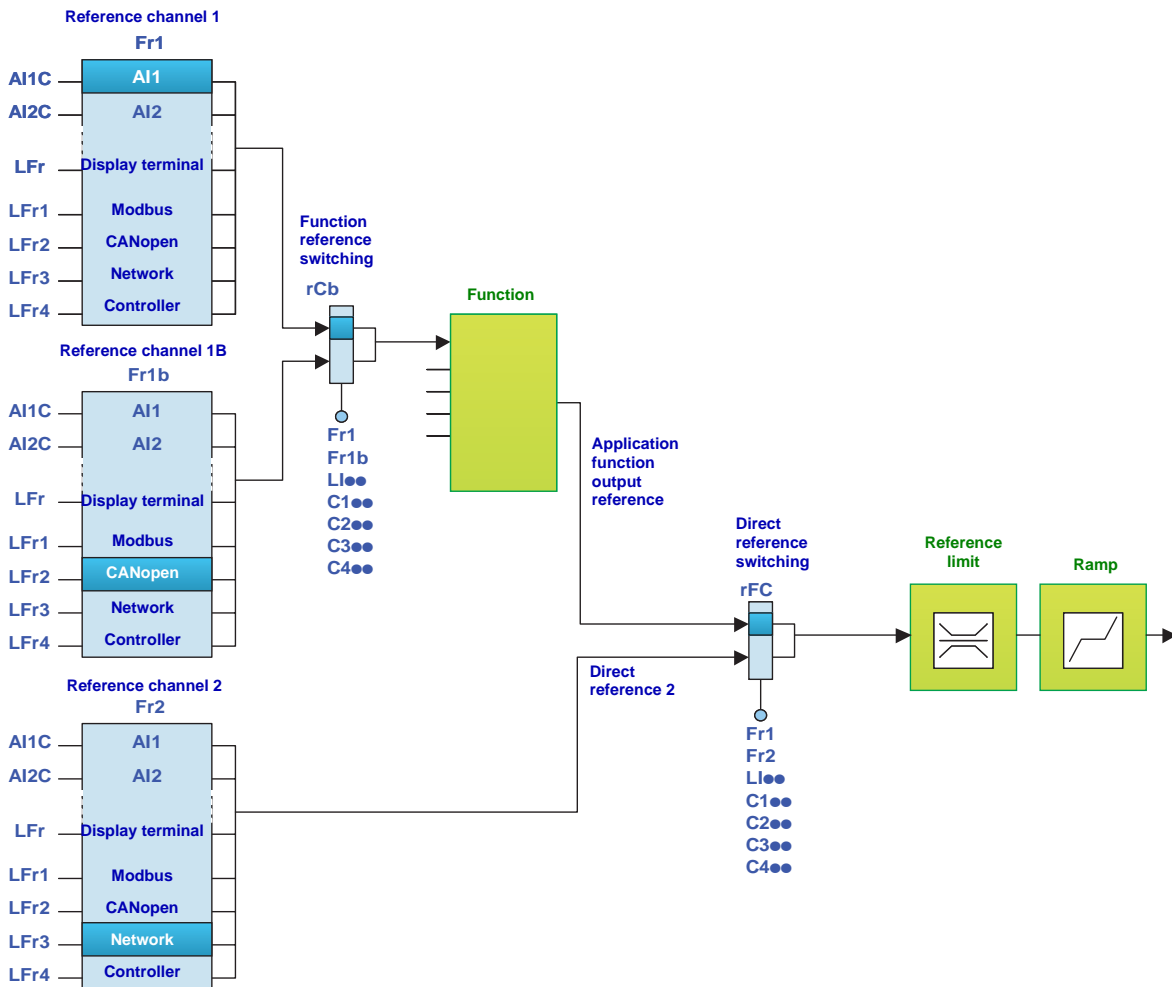 Reference channel 1
Fr1
AI1C AI1
AI2C AI2
LFr Display terminal
LFr1 Modbus
LFr2 CANopen
LFr3 Network
LFr4 Controller
Reference channel 1B
Fr1b
AI1C AI1
AI2C AI2
LFr Display terminal
LFr1 Modbus
LFr2 CANopen
LFr3 Network
LFr4 Controller
Reference channel 2
Fr2
AI1C AI1
AI2C AI2
LFr Display terminal
LFr1 Modbus
LFr2 CANopen
LFr3 Network
LFr4 Controller
Function
reference
switching
rCb
Fr1
Fr1b
LI●●
C1●●
C2●●
C3●●
C4●●
Function
Application
function
output
reference
Direct
reference 2
Direct
reference
switching
rFC
Fr1
Fr2
LI●●
C1●●
C2●●
C3●●
C4●●
Reference
limit
Ramp